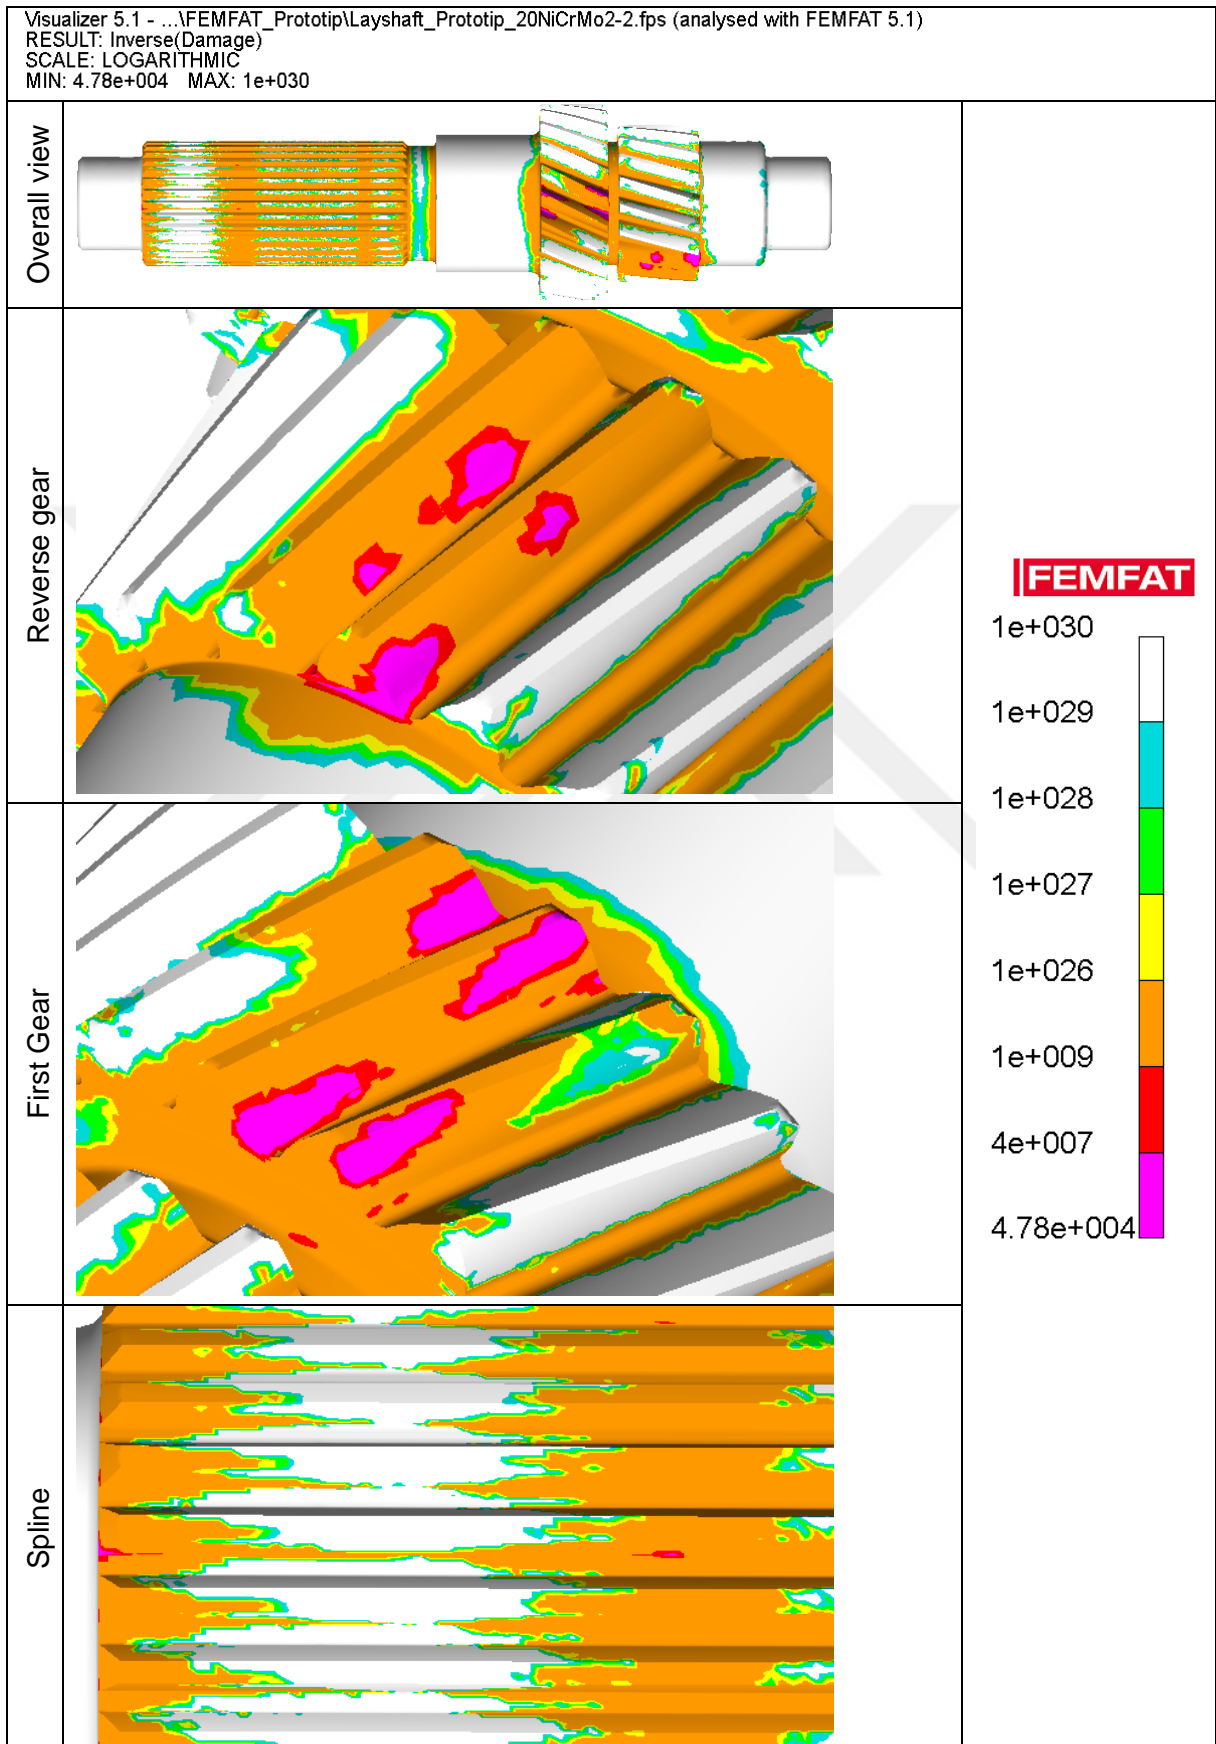 Visualizer 5.1 - ...\FEMFAT_Prototip\Layshaft_Prototip_20NiCrMo2-2.fps (analysed with FEMFAT 5.1)
RESULT: Inverse(Damage)
SCALE: LOGARITHMIC
MIN: 4.78e+004 MAX: 1e+030
Overall view
Reverse gear
First Gear
Spline
FEMFAT
1e+030
1e+029
1e+028
1e+027
1e+026
1e+009
4e+007
4.78e+004